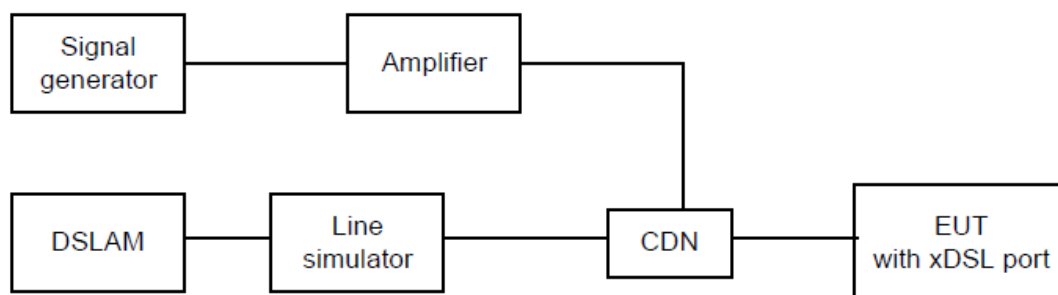 Signal
generator
Amplifier
DSLAM
Line
simulator
CDN
EUT
with xDSL port